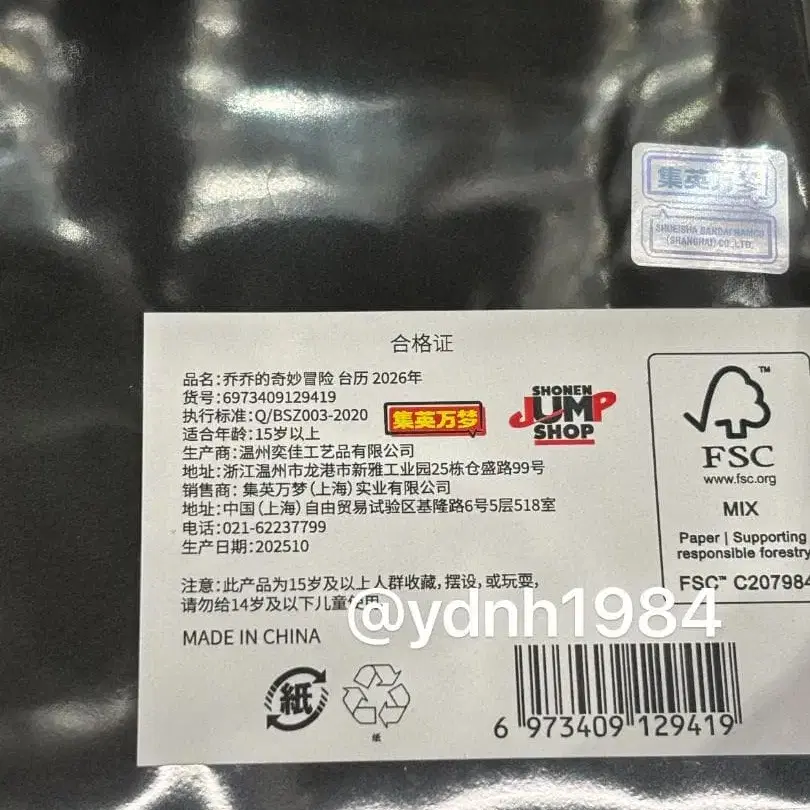 集英万梦
SHUEISHA BANDAI NAMCO
(SHANGHAI) CO.,LTD.
合格证
品名:乔乔的奇妙冒险 台历 2026年
货号:6973409129419
执行标准:Q/BSZ003-2020
适合年龄:15岁以上
生产商:温州奕佳工艺品有限公司
地址:浙江温州市龙港市新雅工业园25栋仓盛路99号
销售商: 集英万梦(上海)实业有限公司
地址:中国(上海)自由贸易试验区基隆路6号5层518室
电话:021-62237799
生产日期:202510
集英万梦
SHONEN
JUMP
SHOP
FSC
www.fsc.org
MIX
Paper | Supporting
responsible forestry
FSC™ C207984
注意:此产品为15岁及以上人群收藏,摆设,或玩耍,
请勿给14岁及以下儿童使用
@ydnh1984
MADE IN CHINA
紙
紙
6 973409 129419